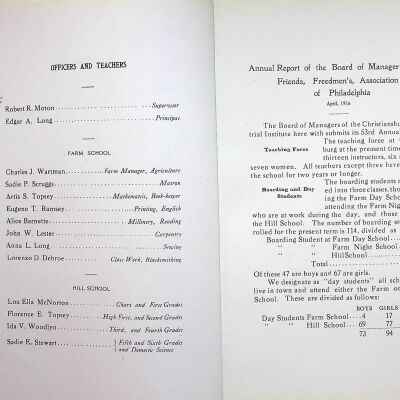 OFFICERS AND TEACHERS
Robert R. Moton Supervsor
Edgar A. Long Principas
FARM SCHOOL
Charles J. Wartman Farm Manager, Agriculture
Sadie P. Scruggs Matron
Artis S. Topsey Mathematics, Book-keeper
Eugene T. Rumsey Printing, English
Alice Barnette Millinery, Reading
John W. Lester Carpentry
Anna L. Long Sewing
Lorenzo D. Debroe Class Work, Blacksmithing
HILL SCHOOL
Lou Ella McNorton Chart and First Grades
Florence E. Topsey High First, and Second Grades
Ida V. Woodlyn Third, and Fourth Grades
Sadie E. Stewart { Fifth and Sixth Grades
and Domestic Science
Annual Report of the Board of Manager
Friends, Freedmen's, Association
of Philadelphia
April, 1916
The Board of Managers of the Christiansbu
trial Institute here with submits its 53rd Annua
Teaching Force The teaching force at
burg at the present time
thirteen instructors, six
seven women. All teachers except three have
the school for two years or longer.
Boarding and Day Students The boarding students a
ed into three classes, tho
ing the Farm Day School
attending the Farm Nig
who are at work during the day, and those
the Hill School. The number of boarding s
rolled for the present term is 114, divided as
Boarding Student at Farm Day School
" " Farm Night School
" " Hill School
Total
Of these 47 are boys and 67 are girls.
We designate as "day students" all scho
live in town and attend either the Farm o
School. These are divided as follows:
BOYS GIRLS
Day Students Farm School 4 17
" " Hill School 69 77
73 94